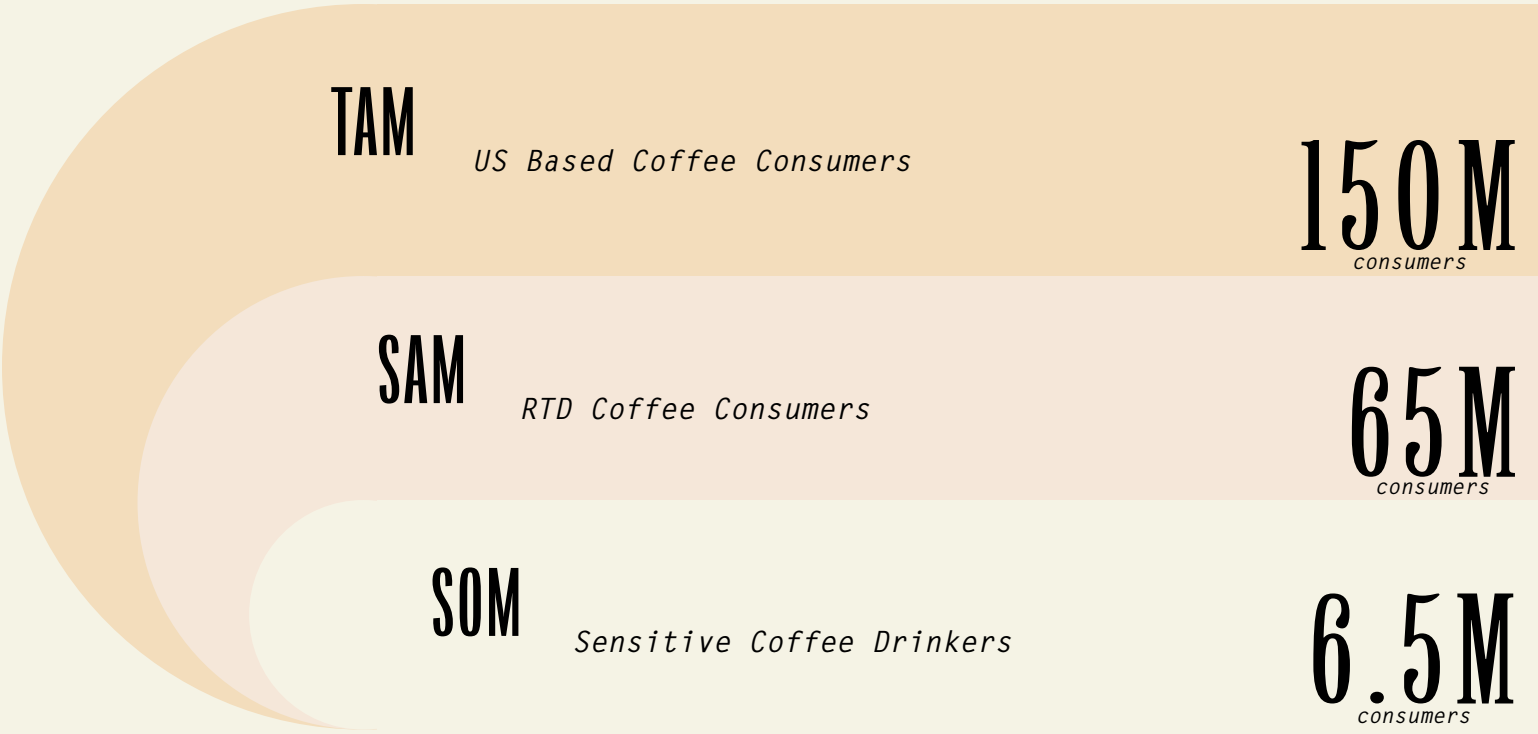 TAM
US Based Coffee Consumers
150M
consumers
SAM
RTD Coffee Consumers
65M
consumers
SOM
Sensitive Coffee Drinkers
6.5M
consumers